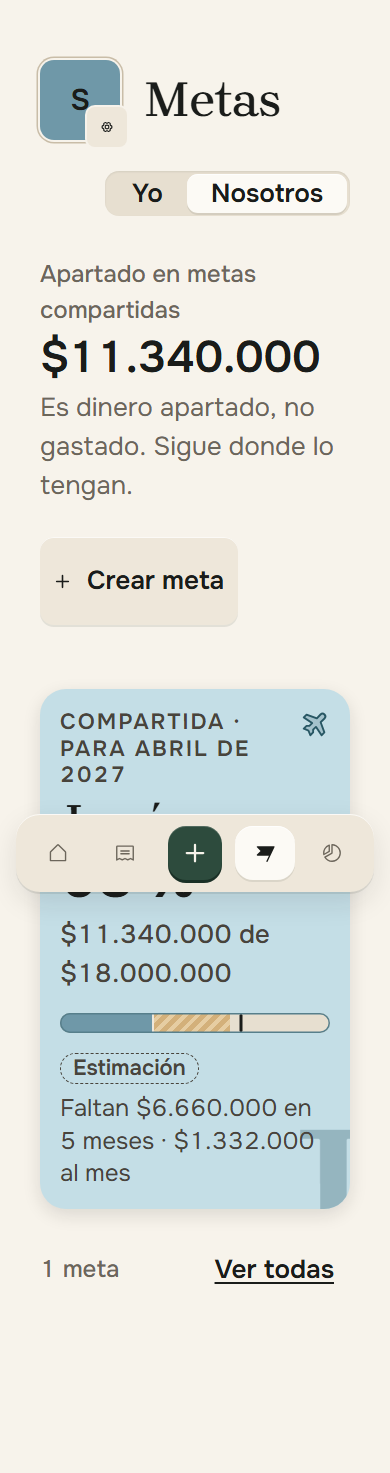 S
Metas
Yo
Nosotros
Apartado en metas
compartidas
$11.340.000
Es dinero apartado, no
gastado. Sigue donde lo
tengan.
+ Crear meta
COMPARTIDA ·
PARA ABRIL DE
2027
$11.340.000 de
$18.000.000
Estimación
Faltan $6.660.000 en
5 meses · $1.332.000
al mes
1 meta
Ver todas